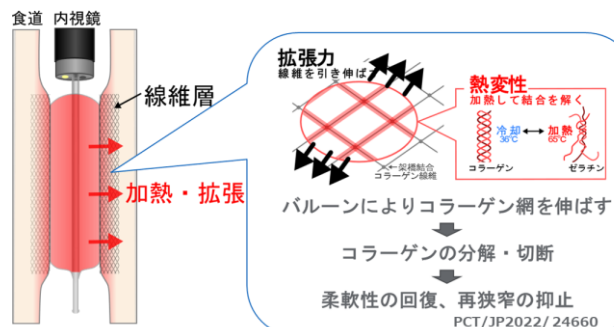 食道 内視鏡
線維層
加熱・拡張
拡張力
線維を引き伸ばす
熱変性
加熱して結合を解く
冷却 ⟷ 加熱
36℃ 65℃
コラーゲン ゼラチン
←架橋結合
コラーゲン線維
バルーンによりコラーゲン網を伸ばす
コラーゲンの分解・切断
柔軟性の回復、再狭窄の抑止
PCT/JP2022/24660